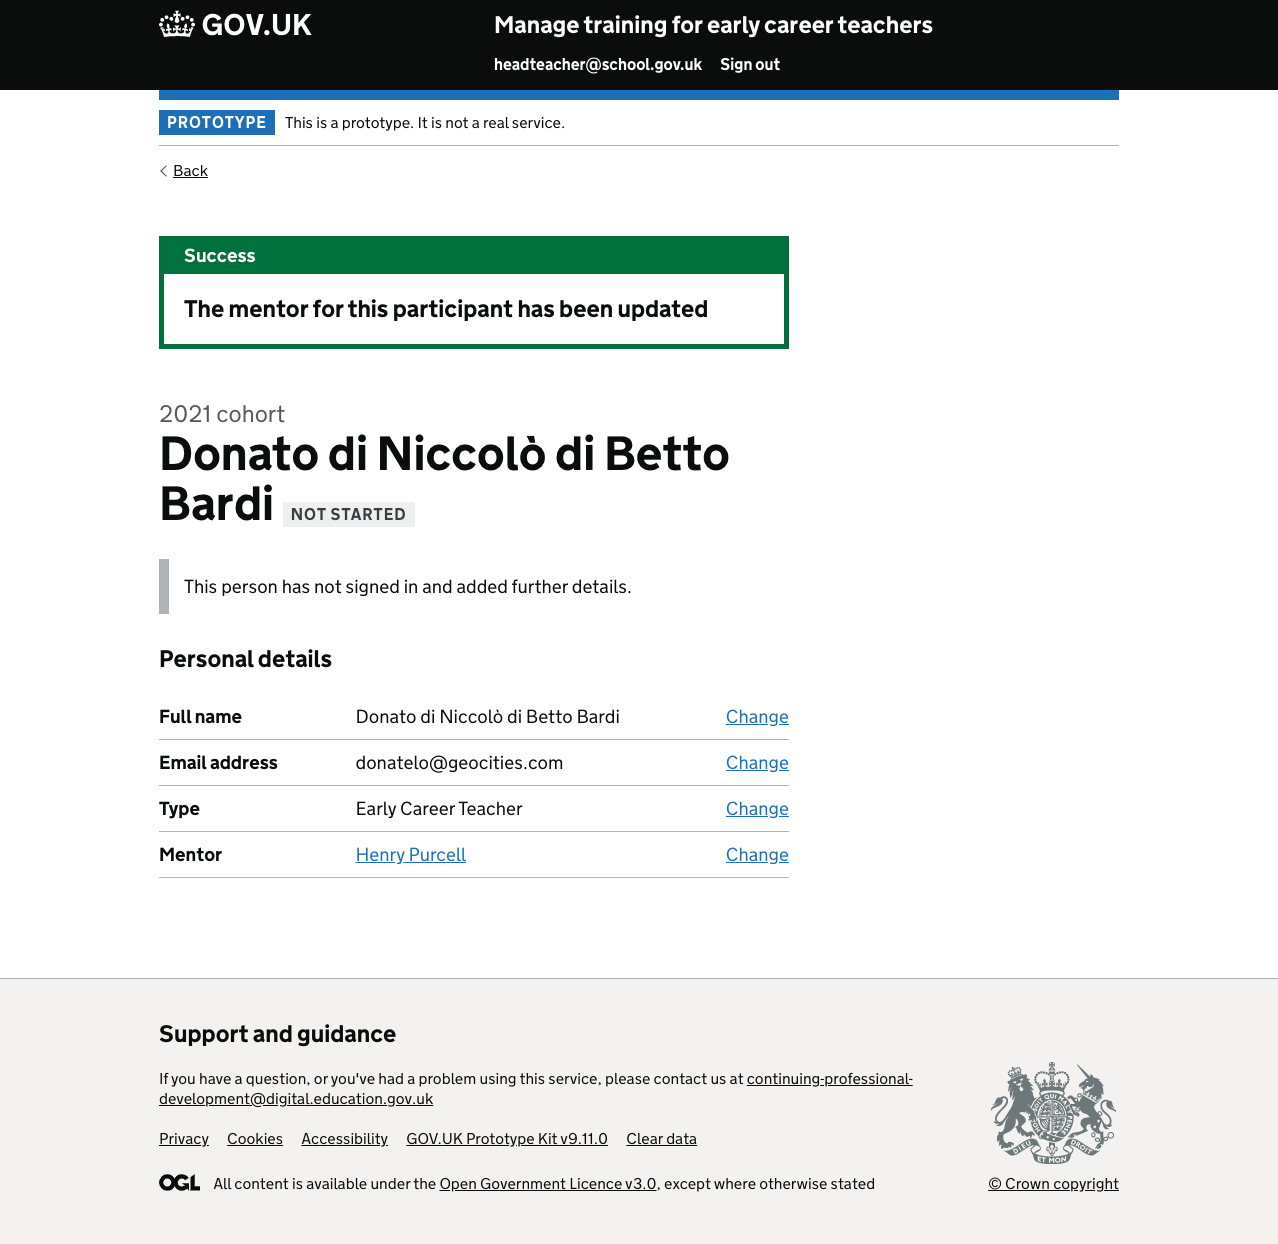 GOV.UK
Manage training for early career teachers
headteacher@school.gov.uk Sign out
PROTOTYPE This is a prototype. It is not a real service.
Back
Success
The mentor for this participant has been updated
2021 cohort
Donato di Niccolò di Betto
Bardi NOT STARTED
This person has not signed in and added further details.
Personal details
Full name Donato di Niccolò di Betto Bardi Change
Email address donatelo@geocities.com Change
Type Early Career Teacher Change
Mentor Henry Purcell Change
Support and guidance
If you have a question, or you've had a problem using this service, please contact us at continuing-professional-
development@digital.education.gov.uk
Privacy Cookies Accessibility GOV.UK Prototype Kit v9.11.0 Clear data
OGL All content is available under the Open Government Licence v3.0, except where otherwise stated
DIEU ET MON DROIT
© Crown copyright